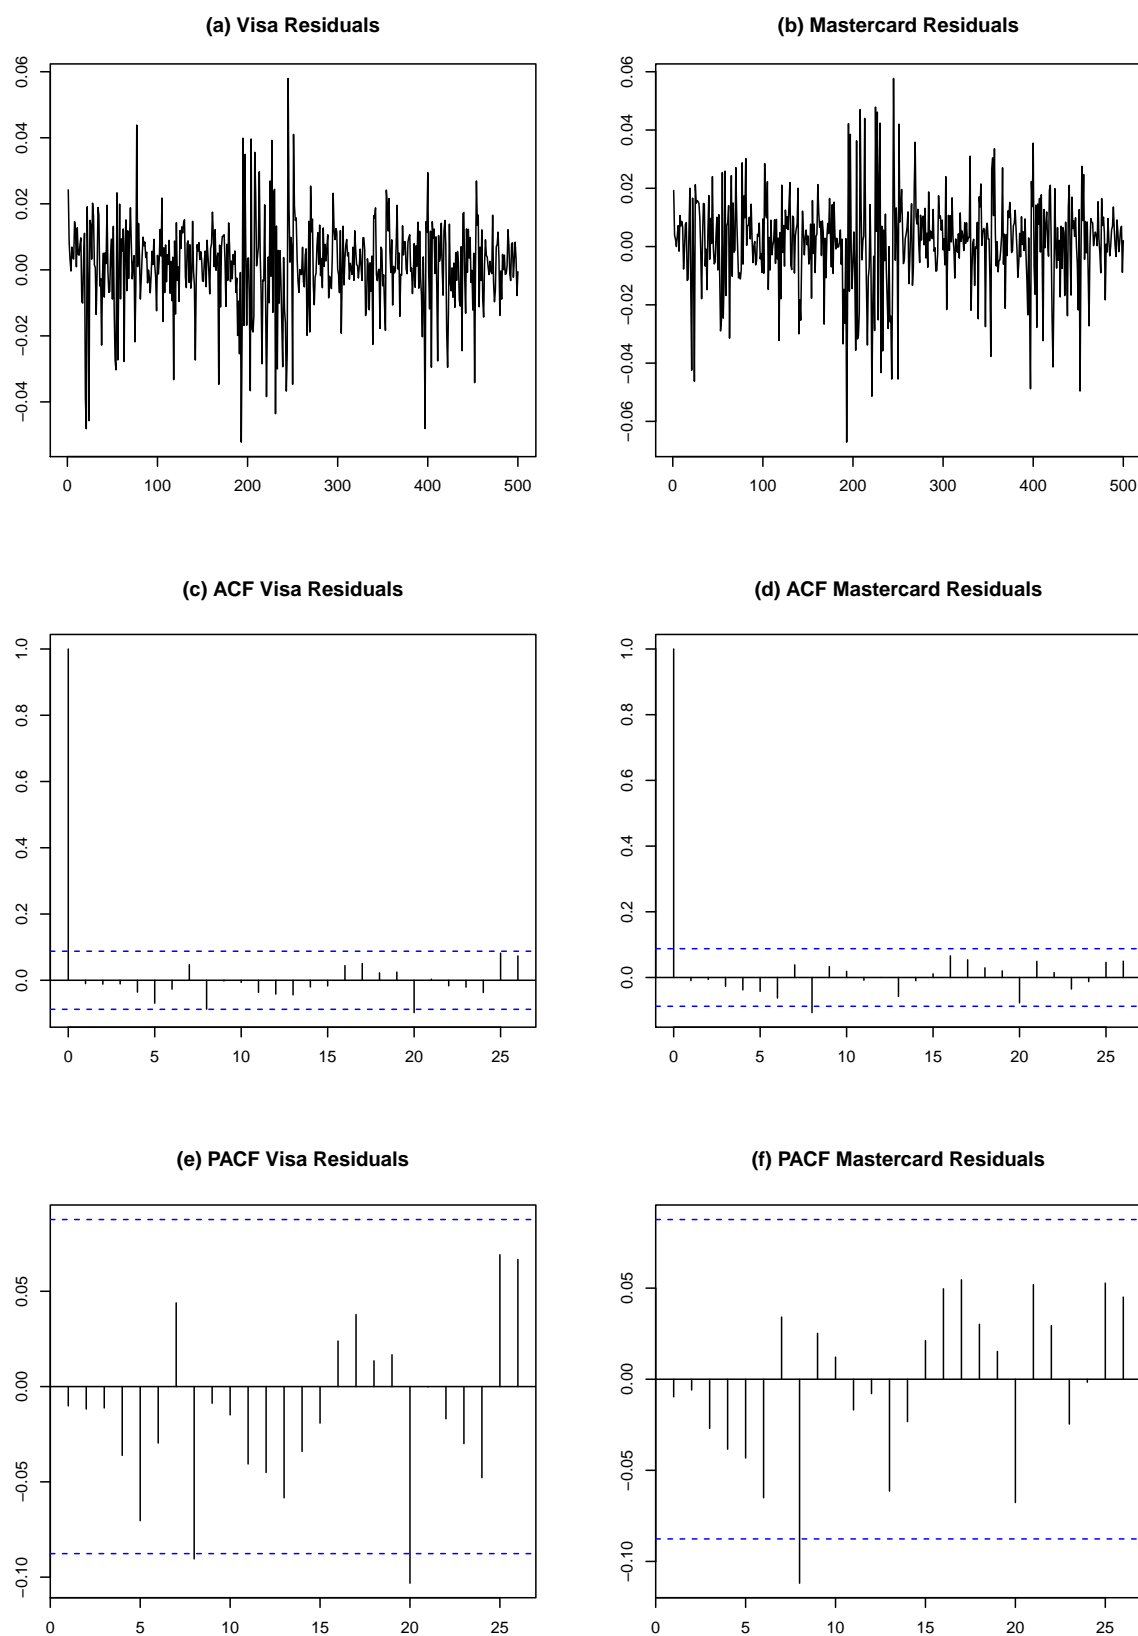 (a) Visa Residuals
0.06
0.04
0.02
0.00
−0.02
−0.04
0 100 200 300 400 500
(b) Mastercard Residuals
0.06
0.04
0.02
0.00
−0.02
−0.04
−0.06
0 100 200 300 400 500
(c) ACF Visa Residuals
1.0
0.8
0.6
0.4
0.2
0.0
0 5 10 15 20 25
(d) ACF Mastercard Residuals
1.0
0.8
0.6
0.4
0.2
0.0
0 5 10 15 20 25
(e) PACF Visa Residuals
0.05
0.00
−0.05
−0.10
0 5 10 15 20 25
(f) PACF Mastercard Residuals
0.05
0.00
−0.05
−0.10
0 5 10 15 20 25